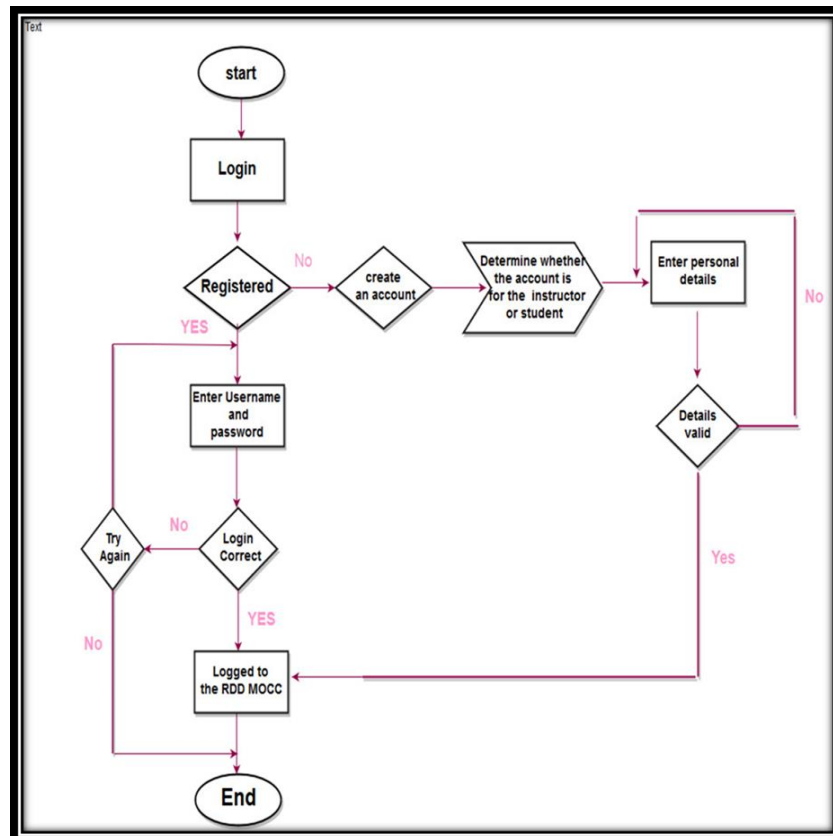 Text
start
Login
Registered
No
create
an account
Determine whether
the account is
for the instructor
or student
Enter personal
details
No
YES
Enter Username
and
password
Details
valid
Try
Again
No
Login
Correct
Yes
YES
No
Logged to
the RDD MOCC
End